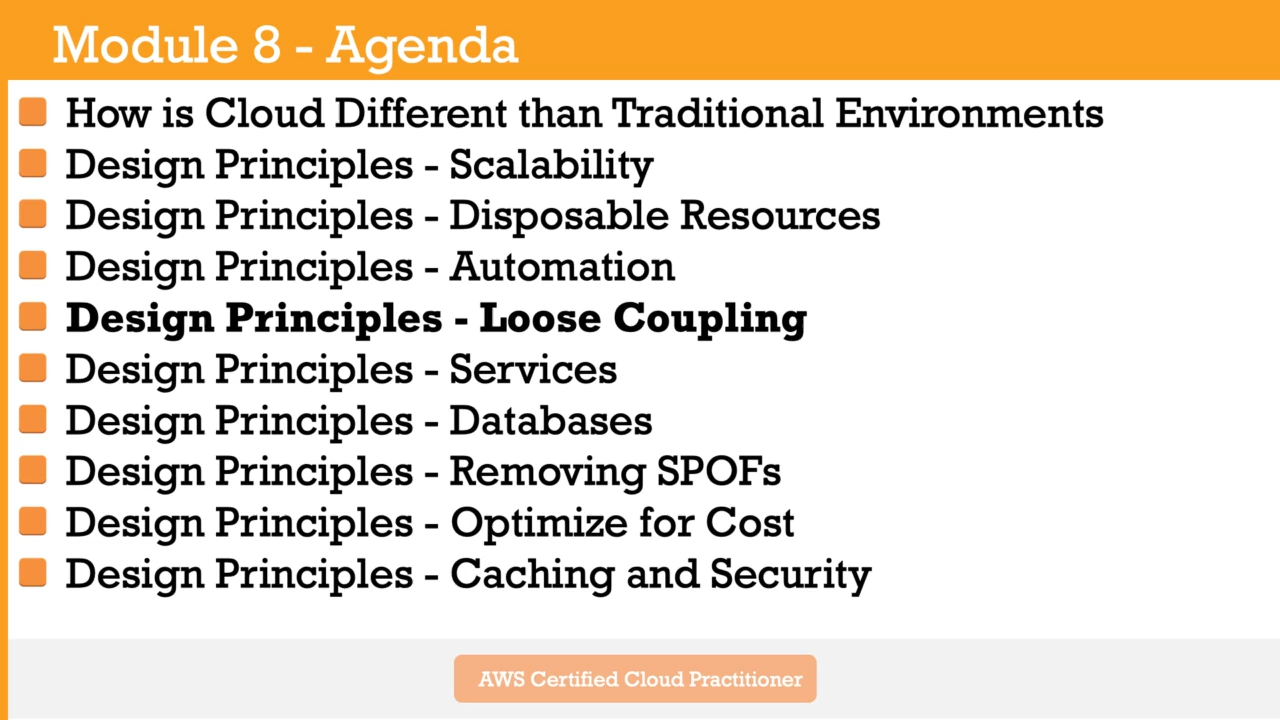 Module 8 - Agenda
How is Cloud Different than Traditional Environments
Design Principles - Scalability
Design Principles - Disposable Resources
Design Principles - Automation
Design Principles - Loose Coupling
Design Principles - Services
Design Principles - Databases
Design Principles - Removing SPOFs
Design Principles - Optimize for Cost
Design Principles - Caching and Security
AWS Certified Cloud Practitioner